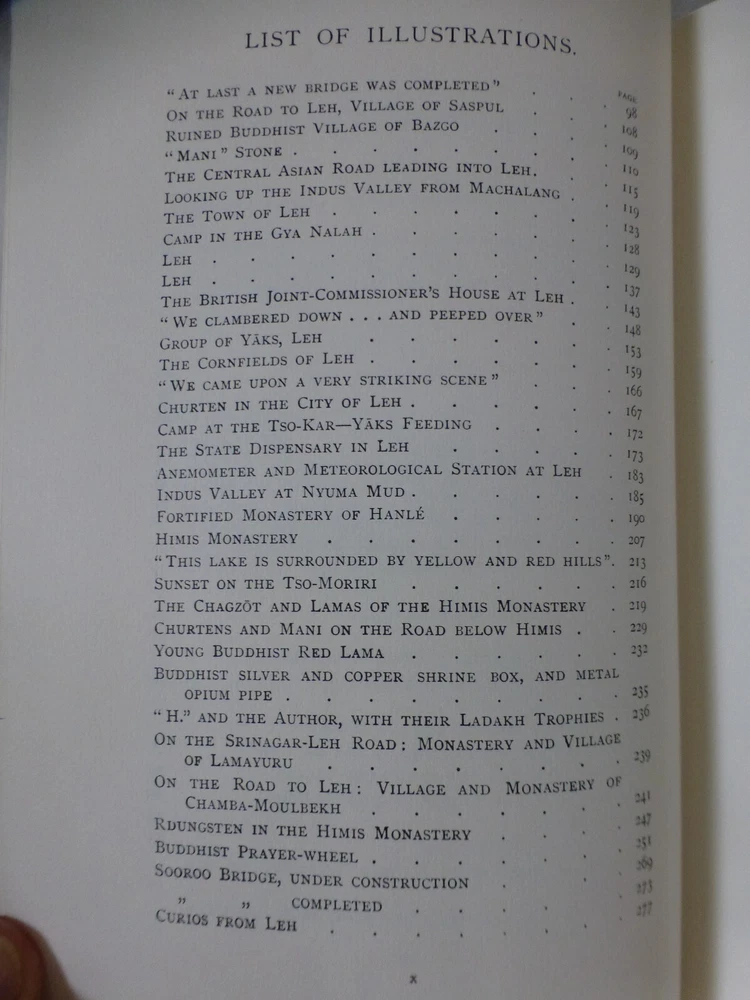 LIST OF ILLUSTRATIONS.
PAGE
"AT LAST A NEW BRIDGE WAS COMPLETED" . . 98
ON THE ROAD TO LEH, VILLAGE OF SASPUL . . 108
RUINED BUDDHIST VILLAGE OF BAZGO . . . 109
"MANI" STONE . . . . . . . 110
THE CENTRAL ASIAN ROAD LEADING INTO LEH . . 115
LOOKING UP THE INDUS VALLEY FROM MACHALANG . . 119
THE TOWN OF LEH . . . . . . 123
CAMP IN THE GYA NALAH . . . . . . 128
LEH . . . . . . . . 129
LEH . . . . . . . . 137
THE BRITISH JOINT-COMMISSIONER'S HOUSE AT LEH . . 143
"WE CLAMBERED DOWN . . . AND PEEPED OVER" . . 148
GROUP OF YĀKS, LEH . . . . . . 153
THE CORNFIELDS OF LEH . . . . . . 159
"WE CAME UPON A VERY STRIKING SCENE" . . . 166
CHURTEN IN THE CITY OF LEH . . . . . 167
CAMP AT THE TSO-KAR—YĀKS FEEDING . . . 172
THE STATE DISPENSARY IN LEH . . . . 173
ANEMOMETER AND METEOROLOGICAL STATION AT LEH . 183
INDUS VALLEY AT NYUMA MUD . . . . . 185
FORTIFIED MONASTERY OF HANLÉ . . . . . 190
HIMIS MONASTERY . . . . . . . 207
"THIS LAKE IS SURROUNDED BY YELLOW AND RED HILLS" . 213
SUNSET ON THE TSO-MORIRI . . . . . . 216
THE CHAGZŌT AND LAMAS OF THE HIMIS MONASTERY . 219
CHURTENS AND MANI ON THE ROAD BELOW HIMIS . . 229
YOUNG BUDDHIST RED LAMA . . . . . . 232
BUDDHIST SILVER AND COPPER SHRINE BOX, AND METAL
OPIUM PIPE . . . . . . . . 235
"H." AND THE AUTHOR, WITH THEIR LADAKH TROPHIES . 236
ON THE SRINAGAR-LEH ROAD: MONASTERY AND VILLAGE
OF LAMAYURU . . . . . . . 239
ON THE ROAD TO LEH: VILLAGE AND MONASTERY OF
CHAMBA-MOULBEKH . . . . . . 241
RDUNGSTEN IN THE HIMIS MONASTERY . . . . 247
BUDDHIST PRAYER-WHEEL . . . . . . 251
SOOROO BRIDGE, UNDER CONSTRUCTION . . . 269
" " COMPLETED . . . . . 273
CURIOS FROM LEH . . . . . . . 277
x